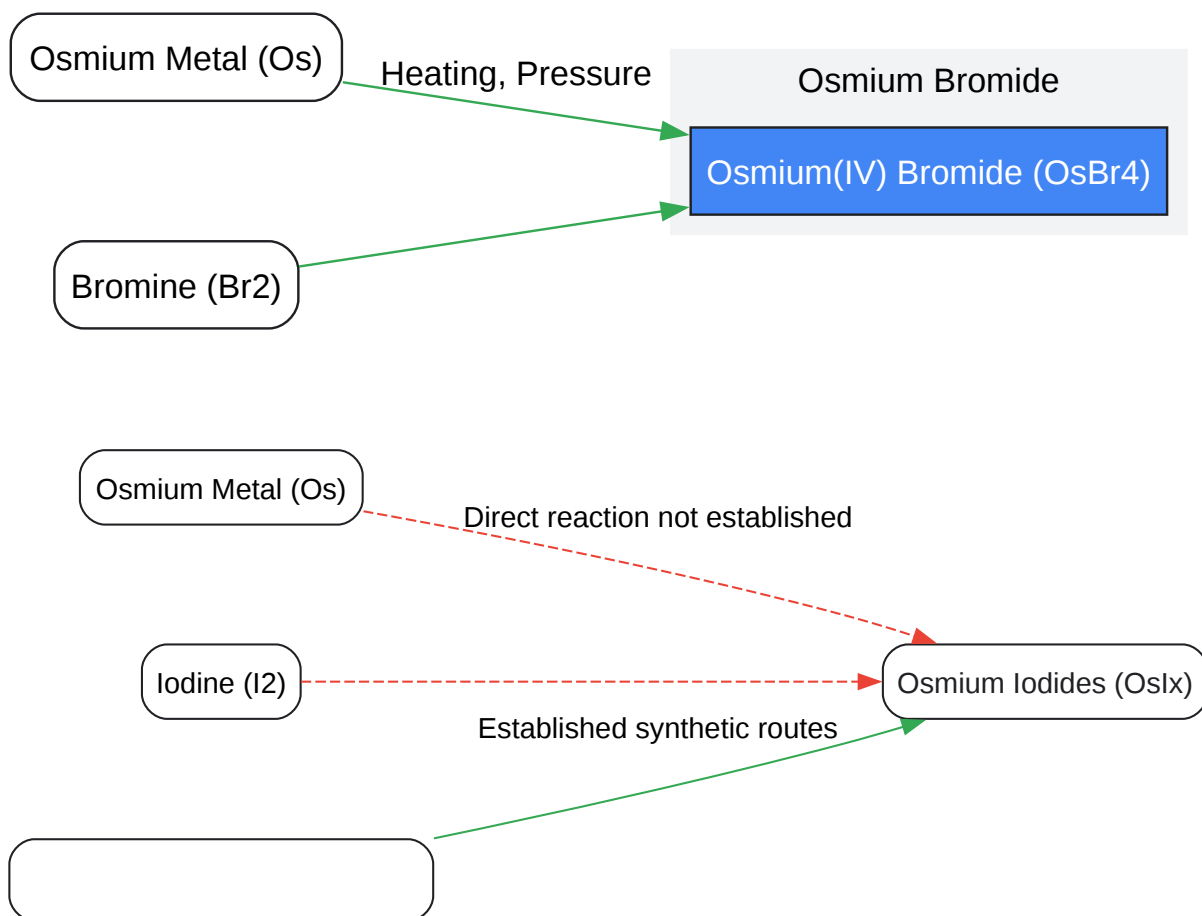 Osmium Metal (Os)
Heating, Pressure
Osmium Bromide
Osmium(IV) Bromide (OsBr4)
Bromine (Br2)
Osmium Metal (Os)
Direct reaction not established
Iodine (I2)
Osmium Iodides (OsIx)
Established synthetic routes